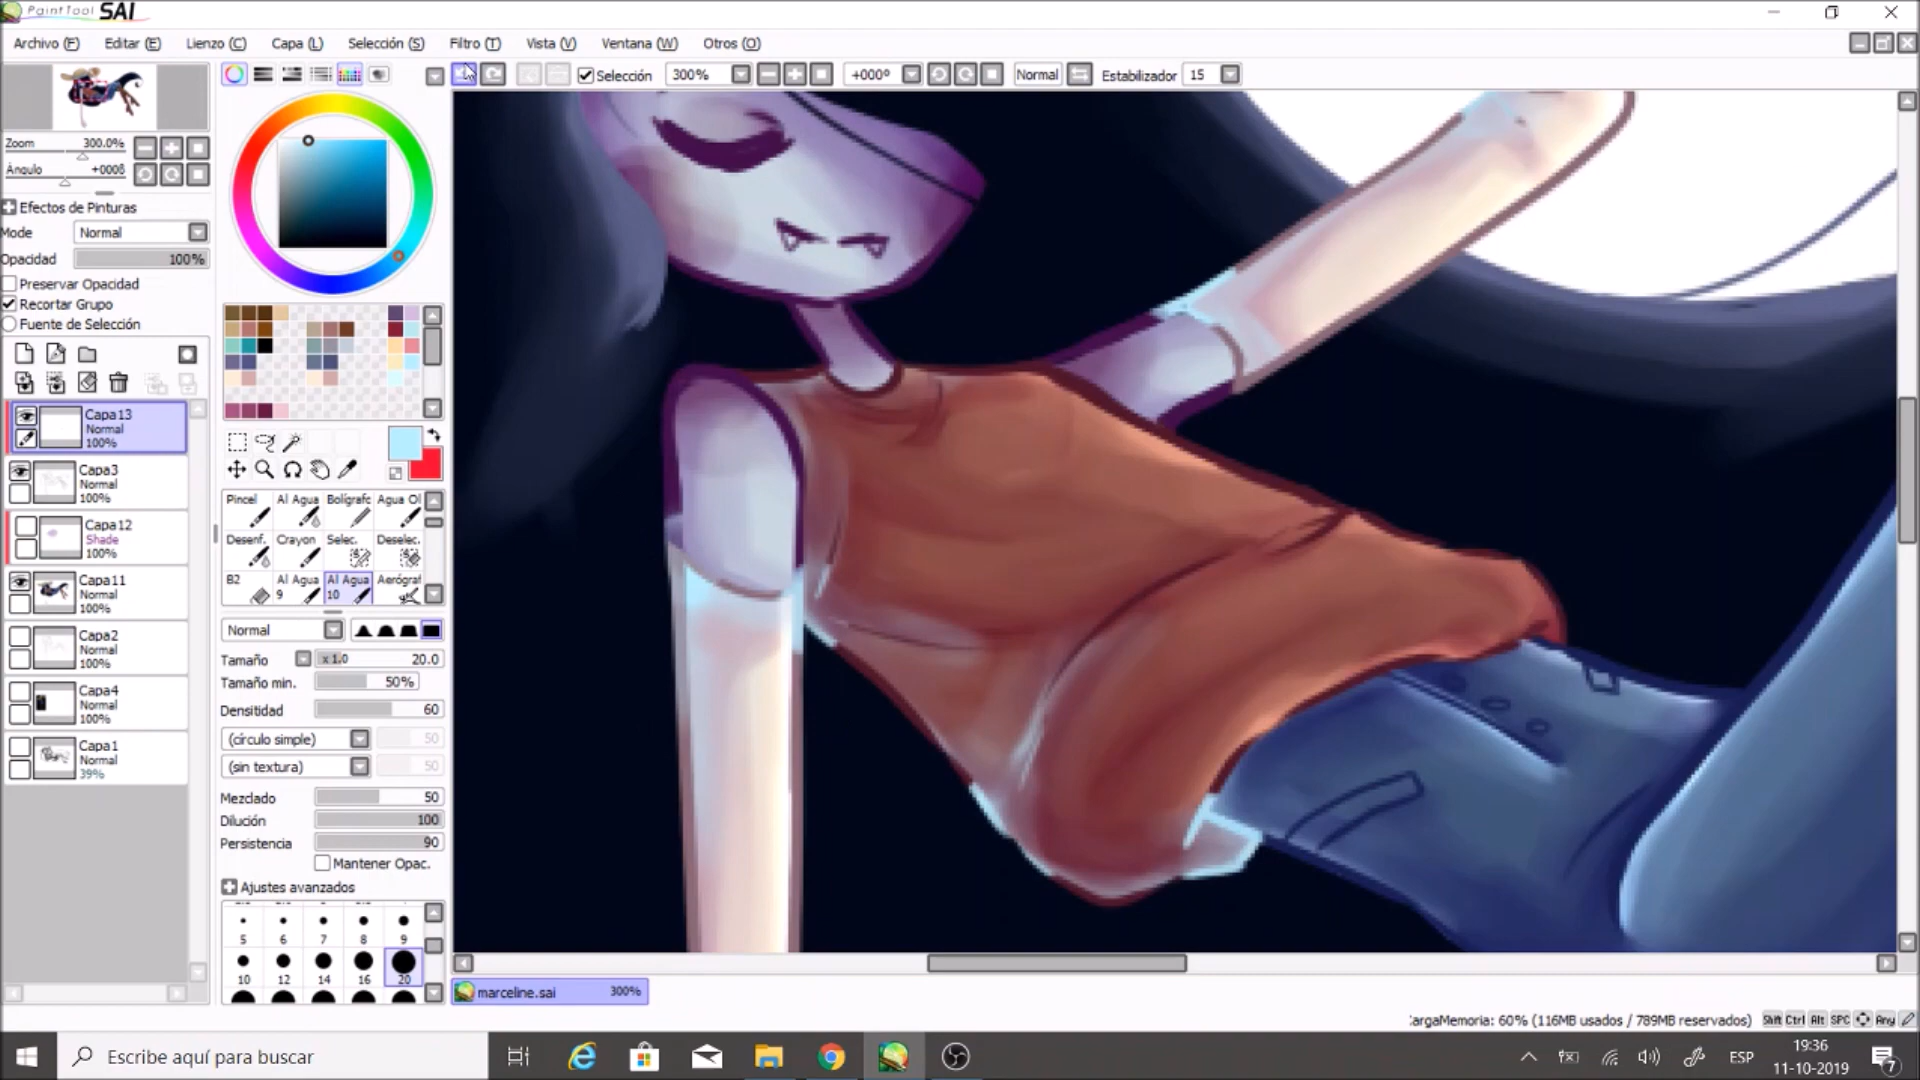 PaintTool SAI
Archivo (F) Editar (E) Lienzo (C) Capa (L) Selección (S) Filtro (T) Vista (V) Ventana (W) Otros (O)
Selección 300% +000º Normal Estabilizador 15
Zoom 300.0%
Ángulo +0008
Efectos de Pinturas
Mode Normal
Opacidad 100%
Preservar Opacidad
Recortar Grupo
Fuente de Selección
Capa13
Normal
100%
Capa3
Normal
100%
Capa12
Shade
100%
Capa11
Normal
100%
Capa2
Normal
100%
Capa4
Normal
100%
Capa1
Normal
39%
Pincel Al Agua Bolígrafo Agua Ol
Desenf. Crayon Selec. Deselec.
B2 Al Agua 9 Al Agua 10 Aerógraf
Normal
Tamaño x1.0 20.0
Tamaño min. 50%
Densitidad 60
(círculo simple) 50
(sin textura) 50
Mezclado 50
Dilución 100
Persistencia 90
Mantener Opac.
Ajustes avanzados
5 6 7 8 9
10 12 14 16 20
marceline.sai 300%
argaMemoria: 60% (116MB usados / 789MB reservados) Shift Ctrl Alt SPC Any
Escribe aquí para buscar
ESP
19:36
11-10-2019
7